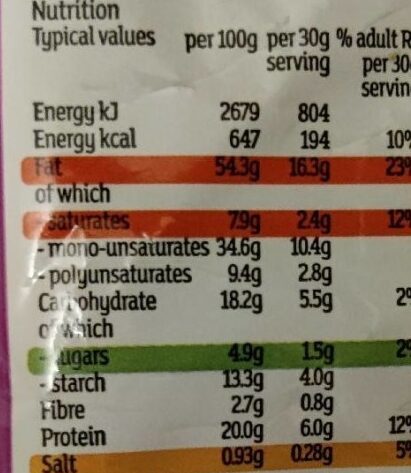 Nutrition
Typical values per 100g per 30g % adult R
serving per 30
servin
Energy kJ 2679 804
Energy kcal 647 194 10%
Fat 54.3g 16.3g 23%
of which
- saturates 7.9g 2.4g 12%
- mono-unsaturates 34.6g 10.4g
- polyunsaturates 9.4g 2.8g
Carbohydrate 18.2g 5.5g 2%
of which
- sugars 4.9g 1.5g 2%
- starch 13.3g 4.0g
Fibre 2.7g 0.8g
Protein 20.0g 6.0g 12%
Salt 0.93g 0.28g 5%